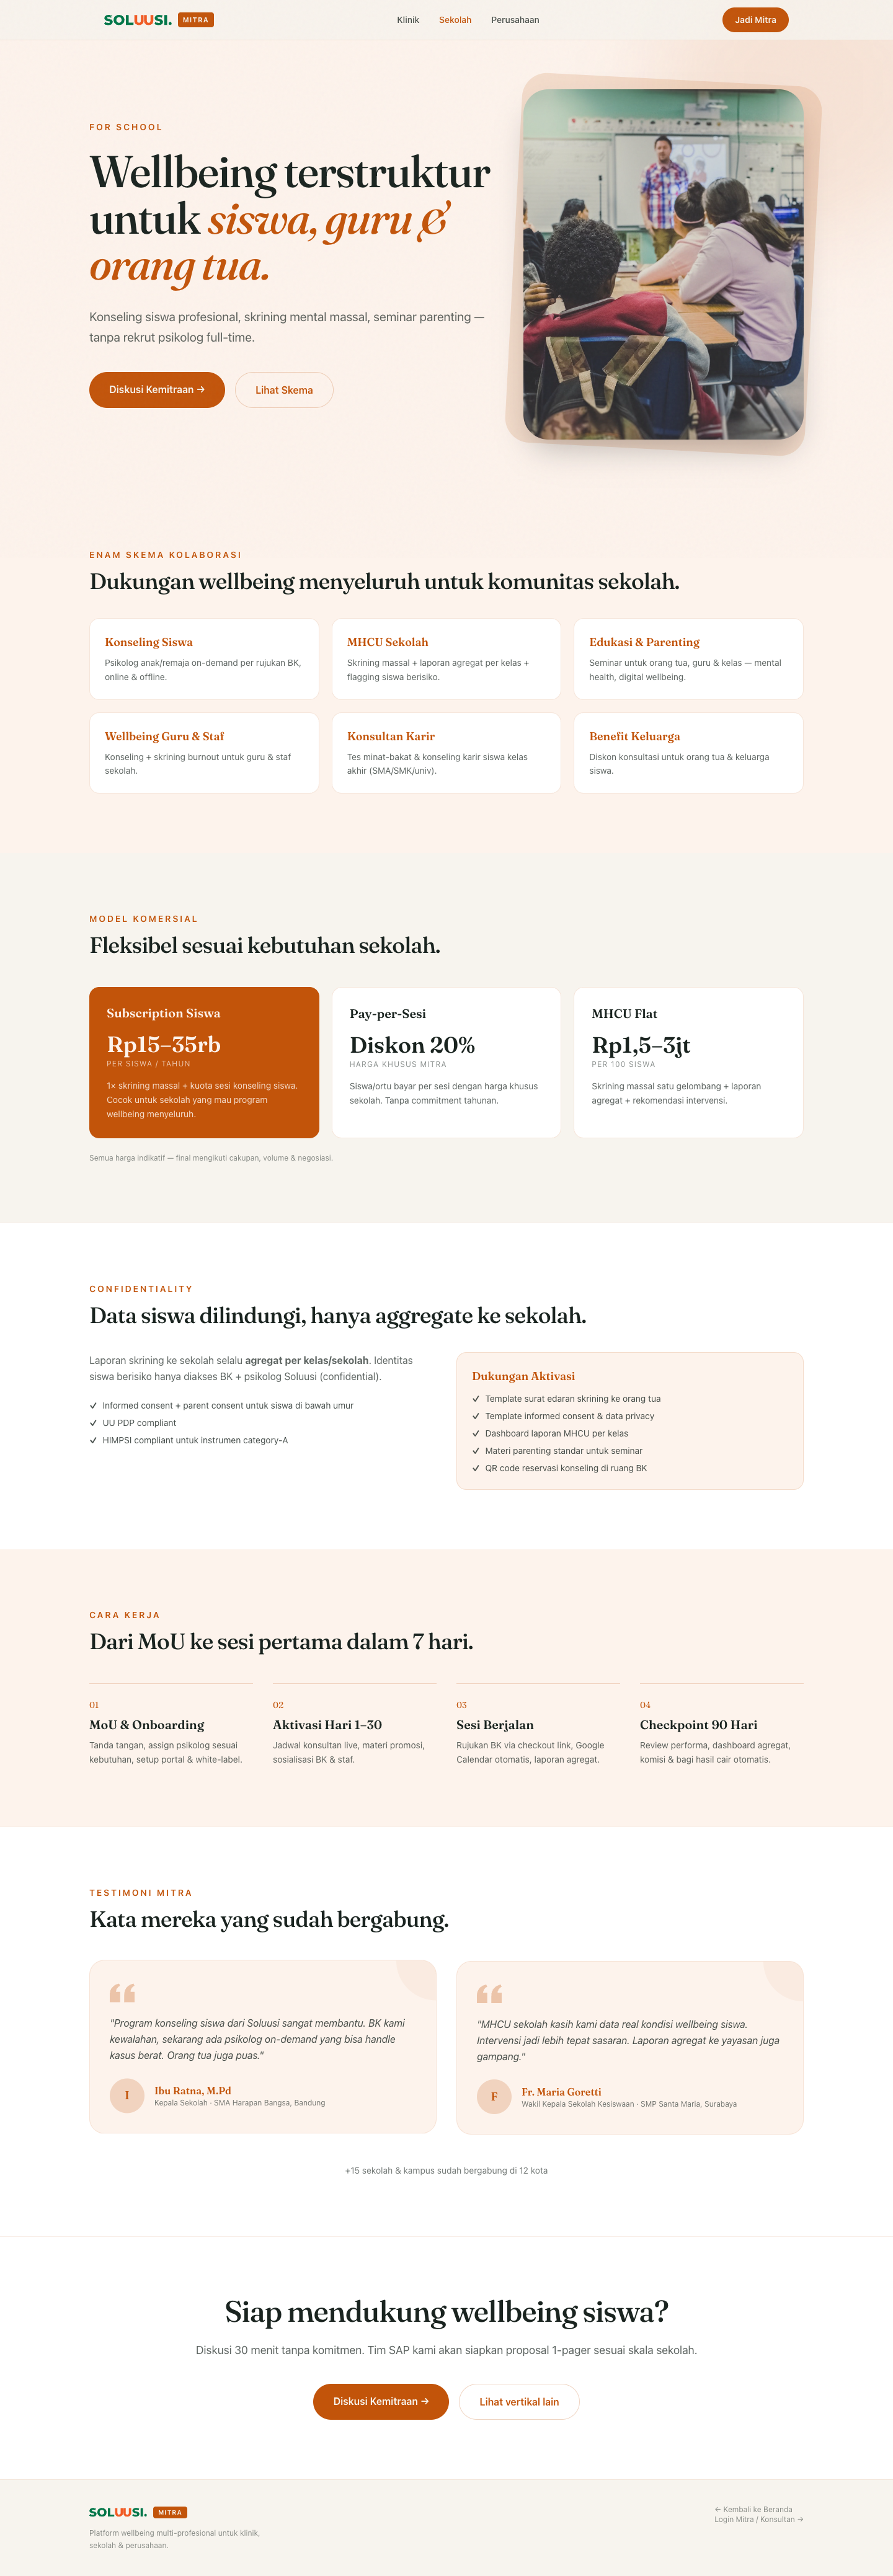 SOLUUSI. MITRA
Klinik
Sekolah
Perusahaan
Jadi Mitra
FOR SCHOOL
Wellbeing terstruktur
untuk siswa, guru &
orang tua.
Konseling siswa profesional, skrining mental massal, seminar parenting —
tanpa rekrut psikolog full-time.
Diskusi Kemitraan →
Lihat Skema
ENAM SKEMA KOLABORASI
Dukungan wellbeing menyeluruh untuk komunitas sekolah.
Konseling Siswa
Psikolog anak/remaja on-demand per rujukan BK,
online & offline.
MHCU Sekolah
Skrining massal + laporan agregat per kelas +
flagging siswa berisiko.
Edukasi & Parenting
Seminar untuk orang tua, guru & kelas — mental
health, digital wellbeing.
Wellbeing Guru & Staf
Konseling + skrining burnout untuk guru & staf
sekolah.
Konsultan Karir
Tes minat-bakat & konseling karir siswa kelas
akhir (SMA/SMK/univ).
Benefit Keluarga
Diskon konsultasi untuk orang tua & keluarga
siswa.
MODEL KOMERSIAL
Fleksibel sesuai kebutuhan sekolah.
Subscription Siswa
Rp15–35rb
PER SISWA / TAHUN
1× skrining massal + kuota sesi konseling siswa.
Cocok untuk sekolah yang mau program
wellbeing menyeluruh.
Pay-per-Sesi
Diskon 20%
HARGA KHUSUS MITRA
Siswa/ortu bayar per sesi dengan harga khusus
sekolah. Tanpa commitment tahunan.
MHCU Flat
Rp1,5–3jt
PER 100 SISWA
Skrining massal satu gelombang + laporan
agregat + rekomendasi intervensi.
Semua harga indikatif — final mengikuti cakupan, volume & negosiasi.
CONFIDENTIALITY
Data siswa dilindungi, hanya aggregate ke sekolah.
Laporan skrining ke sekolah selalu agregat per kelas/sekolah. Identitas
siswa berisiko hanya diakses BK + psikolog Soluusi (confidential).
✓ Informed consent + parent consent untuk siswa di bawah umur
✓ UU PDP compliant
✓ HIMPSI compliant untuk instrumen category-A
Dukungan Aktivasi
✓ Template surat edaran skrining ke orang tua
✓ Template informed consent & data privacy
✓ Dashboard laporan MHCU per kelas
✓ Materi parenting standar untuk seminar
✓ QR code reservasi konseling di ruang BK
CARA KERJA
Dari MoU ke sesi pertama dalam 7 hari.
01
MoU & Onboarding
Tanda tangan, assign psikolog sesuai
kebutuhan, setup portal & white-label.
02
Aktivasi Hari 1–30
Jadwal konsultan live, materi promosi,
sosialisasi BK & staf.
03
Sesi Berjalan
Rujukan BK via checkout link, Google
Calendar otomatis, laporan agregat.
04
Checkpoint 90 Hari
Review performa, dashboard agregat,
komisi & bagi hasil cair otomatis.
TESTIMONI MITRA
Kata mereka yang sudah bergabung.
"Program konseling siswa dari Soluusi sangat membantu. BK kami
kewalahan, sekarang ada psikolog on-demand yang bisa handle
kasus berat. Orang tua juga puas."
I
Ibu Ratna, M.Pd
Kepala Sekolah · SMA Harapan Bangsa, Bandung
"MHCU sekolah kasih kami data real kondisi wellbeing siswa.
Intervensi jadi lebih tepat sasaran. Laporan agregat ke yayasan juga
gampang."
F
Fr. Maria Goretti
Wakil Kepala Sekolah Kesiswaan · SMP Santa Maria, Surabaya
+15 sekolah & kampus sudah bergabung di 12 kota
Siap mendukung wellbeing siswa?
Diskusi 30 menit tanpa komitmen. Tim SAP kami akan siapkan proposal 1-pager sesuai skala sekolah.
Diskusi Kemitraan →
Lihat vertikal lain
SOLUUSI. MITRA
Platform wellbeing multi-profesional untuk klinik,
sekolah & perusahaan.
← Kembali ke Beranda
Login Mitra / Konsultan →